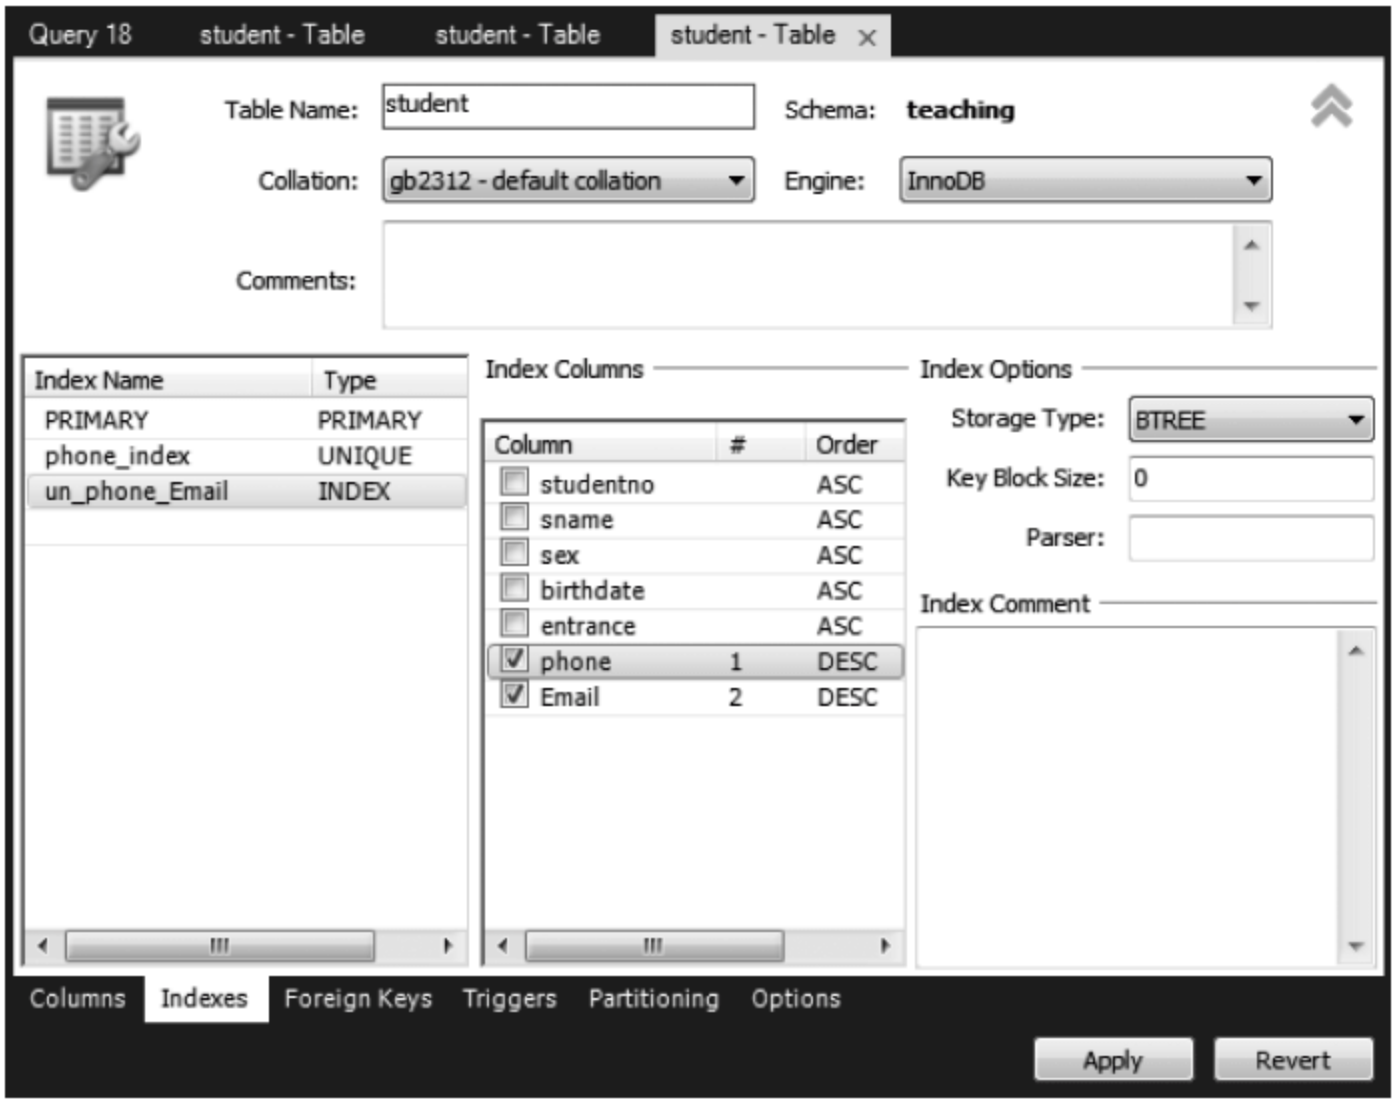 Query 18 student - Table student - Table student - Table
Table Name: student Schema: teaching
Collation: gb2312 - default collation Engine: InnoDB
Comments:
Index Name Type
PRIMARY PRIMARY
phone_index UNIQUE
un_phone_Email INDEX
Index Columns
Column # Order
studentno ASC
sname ASC
sex ASC
birthdate ASC
entrance ASC
phone 1 DESC
Email 2 DESC
Index Options
Storage Type: BTREE
Key Block Size: 0
Parser:
Index Comment
Columns Indexes Foreign Keys Triggers Partitioning Options
Apply Revert